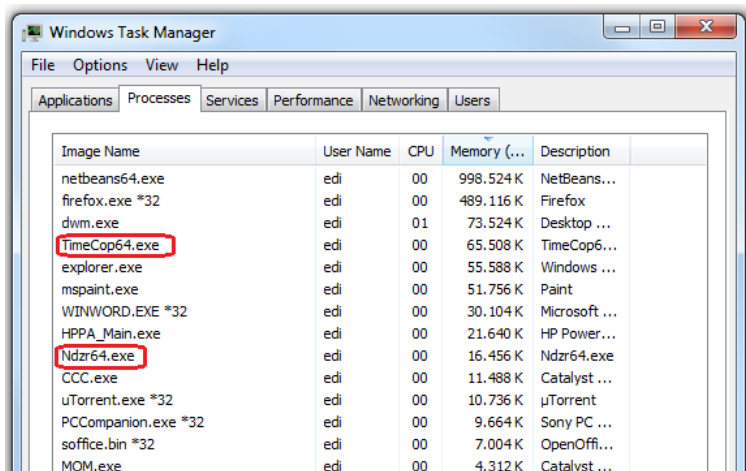 Windows Task Manager
File Options View Help
Applications Processes Services Performance Networking Users
Image Name User Name CPU Memory (... Description
netbeans64.exe edi 00 998.524 K NetBeans...
firefox.exe *32 edi 00 489.116 K Firefox
dwm.exe edi 01 73.524 K Desktop ...
TimeCop64.exe edi 00 65.508 K TimeCop6...
explorer.exe edi 00 55.588 K Windows ...
mspaint.exe edi 00 51.756 K Paint
WINWORD.EXE *32 edi 00 30.104 K Microsoft ...
HPPA_Main.exe edi 00 21.640 K HP Power...
Ndzr64.exe edi 00 16.456 K Ndzr64.exe
CCC.exe edi 00 11.488 K Catalyst ...
uTorrent.exe *32 edi 00 10.736 K µTorrent
PCCompanion.exe *32 edi 00 9.664 K Sony PC ...
soffice.bin *32 edi 00 7.004 K OpenOffi...
MOM.exe edi 00 4.312 K Catalyst ...